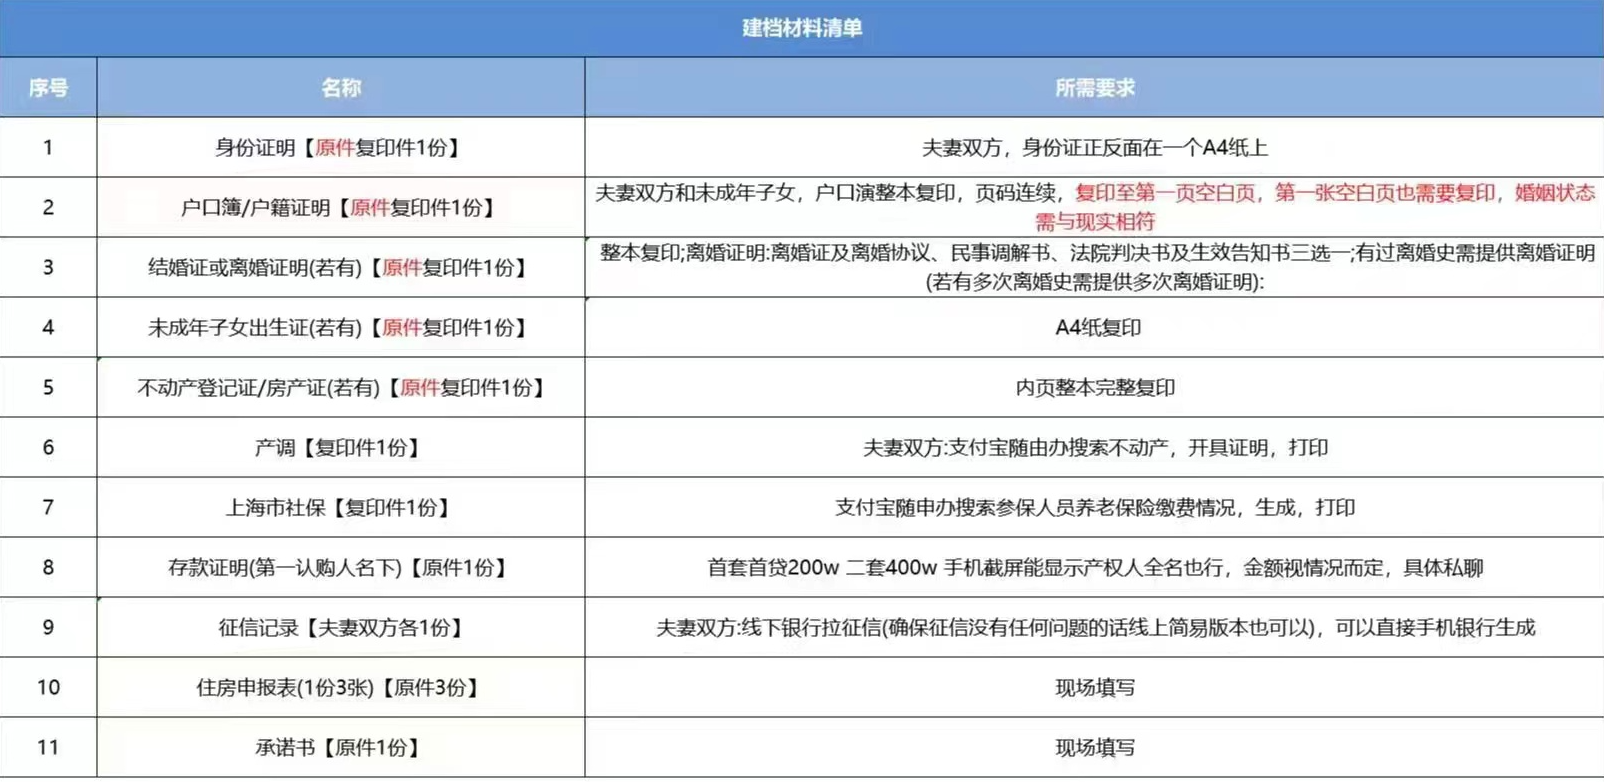 建档材料清单
序号 名称 所需要求
1 身份证明【原件复印件1份】 夫妻双方，身份证正反面在一个A4纸上
2 户口簿/户籍证明【原件复印件1份】 夫妻双方和未成年子女，户口演整本复印，页码连续，复印至第一页空白页，第一张空白页也需要复印，婚姻状态
需与现实相符
3 结婚证或离婚证明(若有)【原件复印件1份】 整本复印;离婚证明:离婚证及离婚协议、民事调解书、法院判决书及生效告知书三选一;有过离婚史需提供离婚证明
(若有多次离婚史需提供多次离婚证明):
4 未成年子女出生证(若有)【原件复印件1份】 A4纸复印
5 不动产登记证/房产证(若有)【原件复印件1份】 内页整本完整复印
6 产调【复印件1份】 夫妻双方:支付宝随由办搜索不动产，开具证明，打印
7 上海市社保【复印件1份】 支付宝随申办搜索参保人员养老保险缴费情况，生成，打印
8 存款证明(第一认购人名下)【原件1份】 首套首贷200w 二套400w 手机截屏能显示产权人全名也行，金额视情况而定，具体私聊
9 征信记录【夫妻双方各1份】 夫妻双方:线下银行拉征信(确保征信没有任何问题的话线上简易版本也可以)，可以直接手机银行生成
10 住房申报表(1份3张)【原件3份】 现场填写
11 承诺书【原件1份】 现场填写